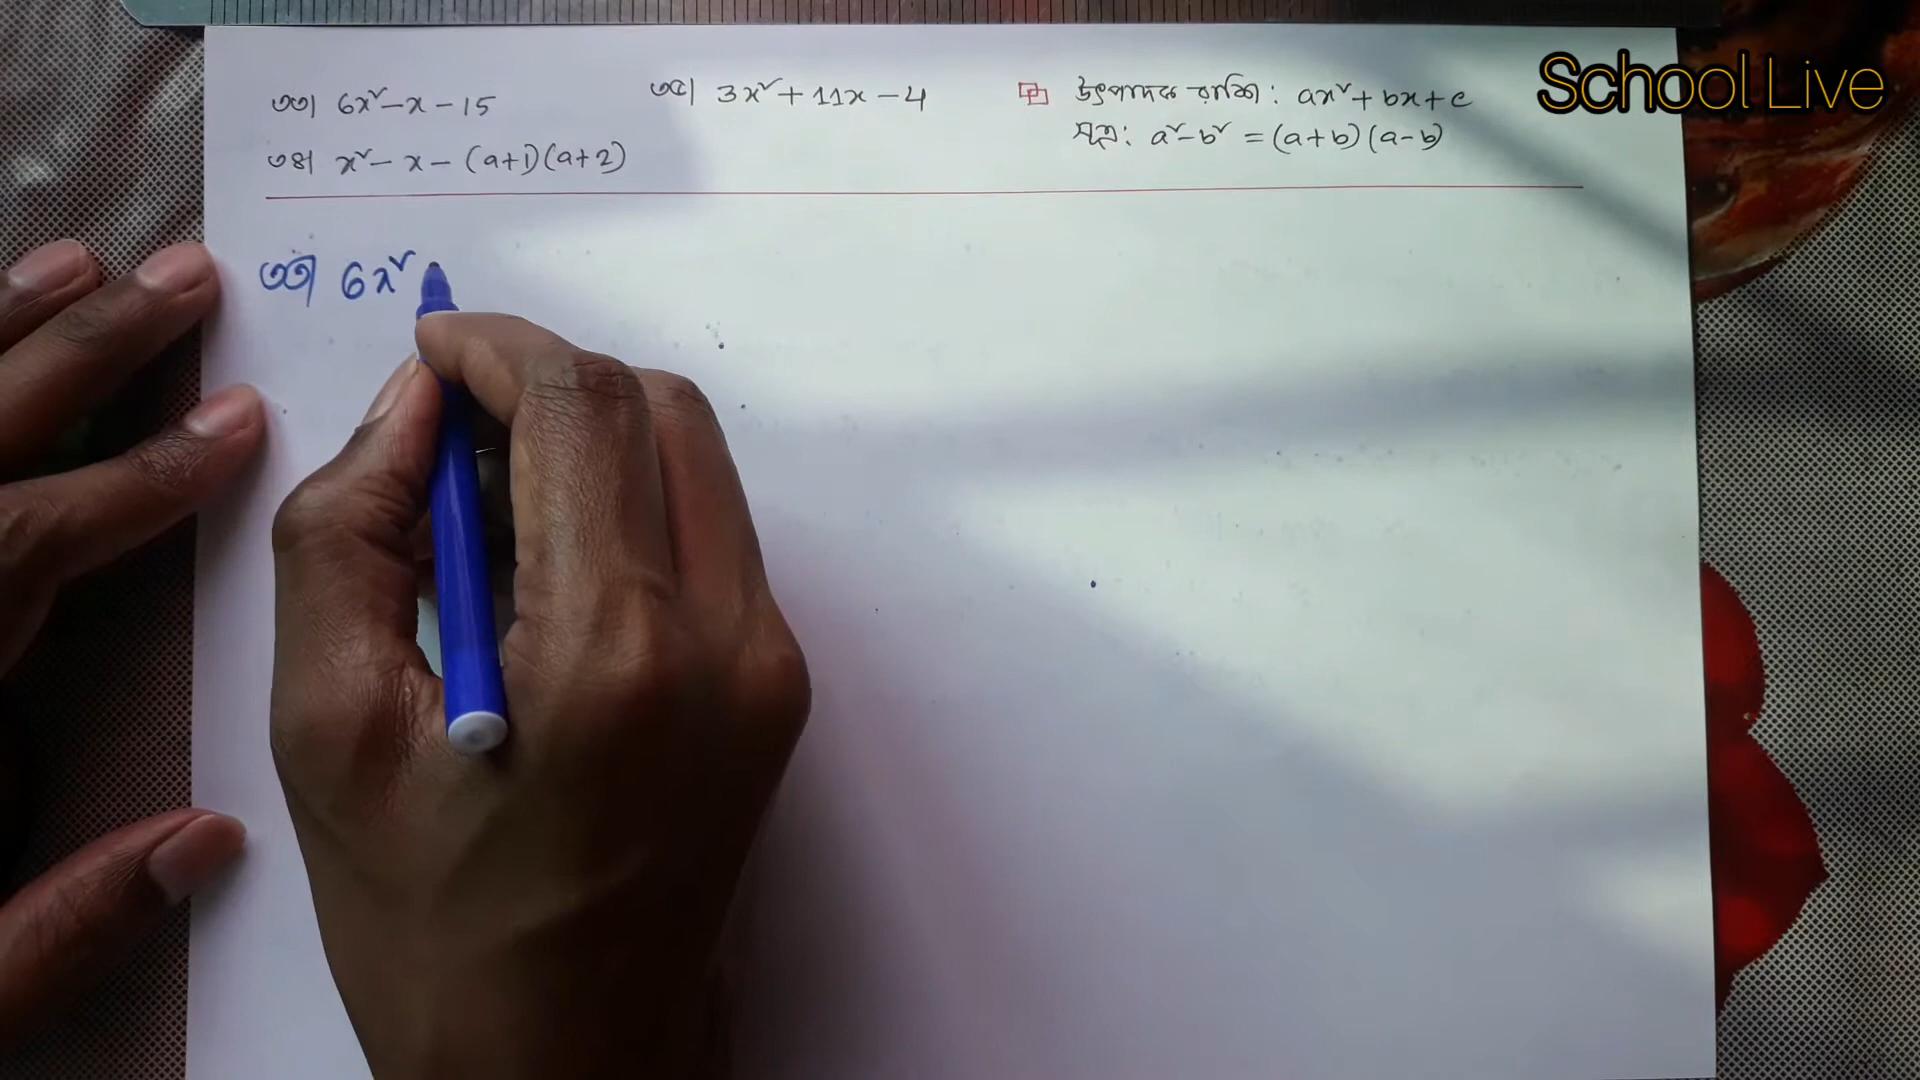 School Live
৩৩| 6x² - x - 15
৩৪| x² - x - (a+1)(a+2)
৩৫| 3x² + 11x - 4
উৎপাদক রাশি : ax² + bx + c
সূত্র : a² - b² = (a+b)(a-b)
৩৩| 6x²